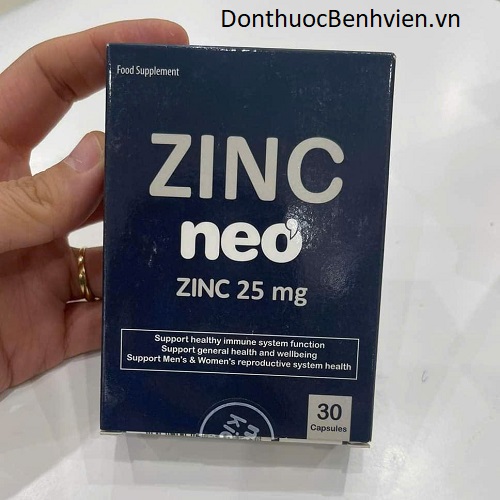 DonthuocBenhvien.vn
Food Supplement
ZINC
neo
ZINC 25 mg
Support healthy immune system function
Support general health and wellbeing
Support Men's & Women's reproductive system health
30
Capsules